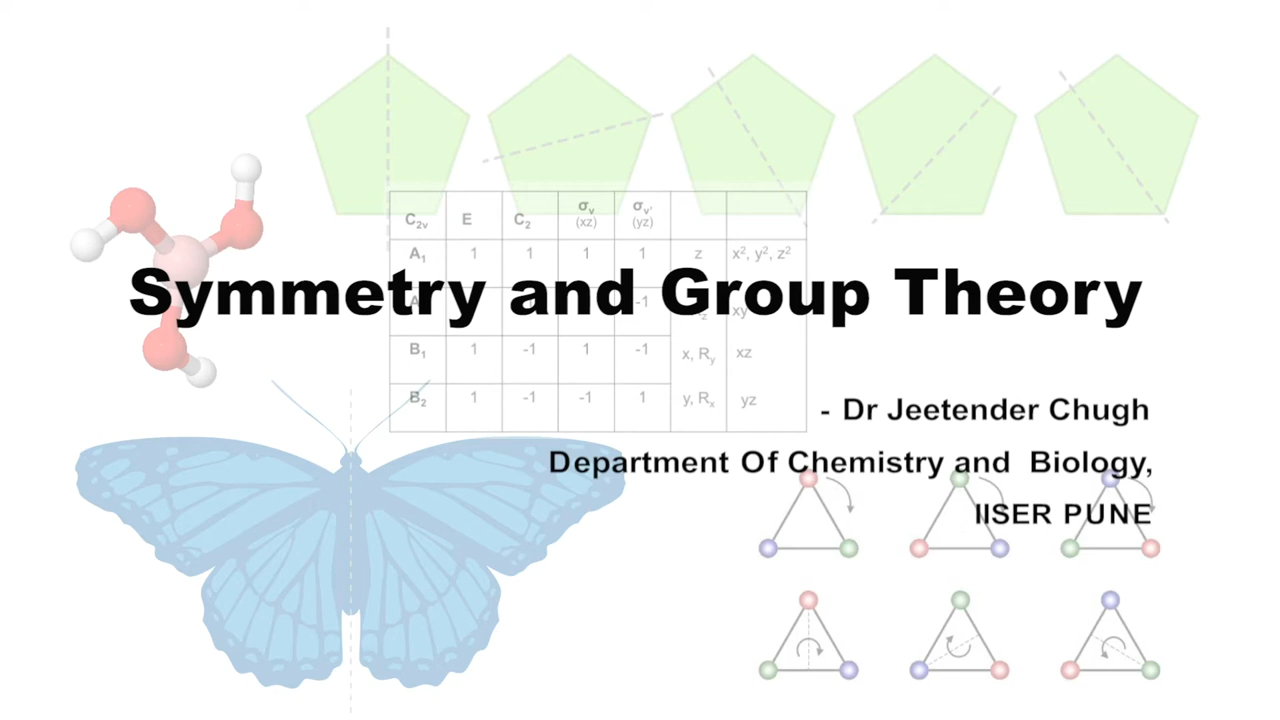 C2v E C2 σv (xz) σv' (yz)
A1 1 1 1 1 z x², y², z²
Symmetry and Group Theory
-1 xy
B1 1 -1 1 -1 x, Ry xz
B2 1 -1 -1 1 y, Rx yz
- Dr Jeetender Chugh
Department Of Chemistry and Biology,
IISER PUNE